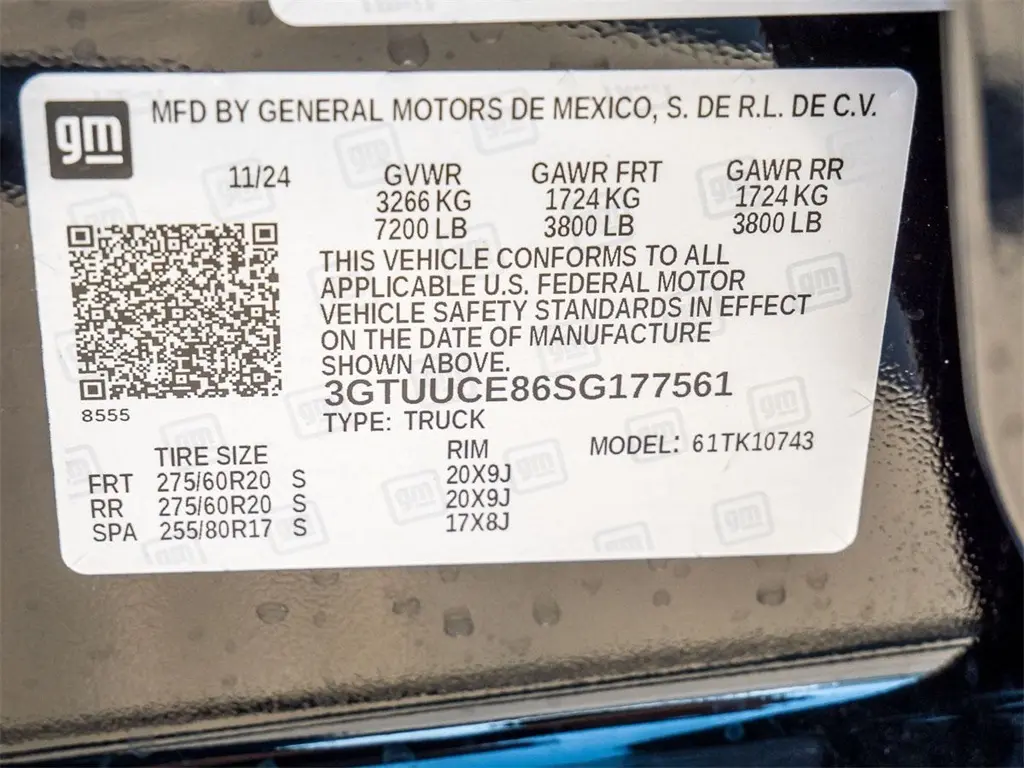 gm
MFD BY GENERAL MOTORS DE MEXICO, S. DE R.L. DE C.V.
11/24 GVWR GAWR FRT GAWR RR
3266 KG 1724 KG 1724 KG
7200 LB 3800 LB 3800 LB
THIS VEHICLE CONFORMS TO ALL
APPLICABLE U.S. FEDERAL MOTOR
VEHICLE SAFETY STANDARDS IN EFFECT
ON THE DATE OF MANUFACTURE
SHOWN ABOVE.
8555
3GTUUCE86SG177561
TYPE: TRUCK
TIRE SIZE RIM MODEL: 61TK10743
FRT 275/60R20 S 20X9J
RR 275/60R20 S 20X9J
SPA 255/80R17 S 17X8J